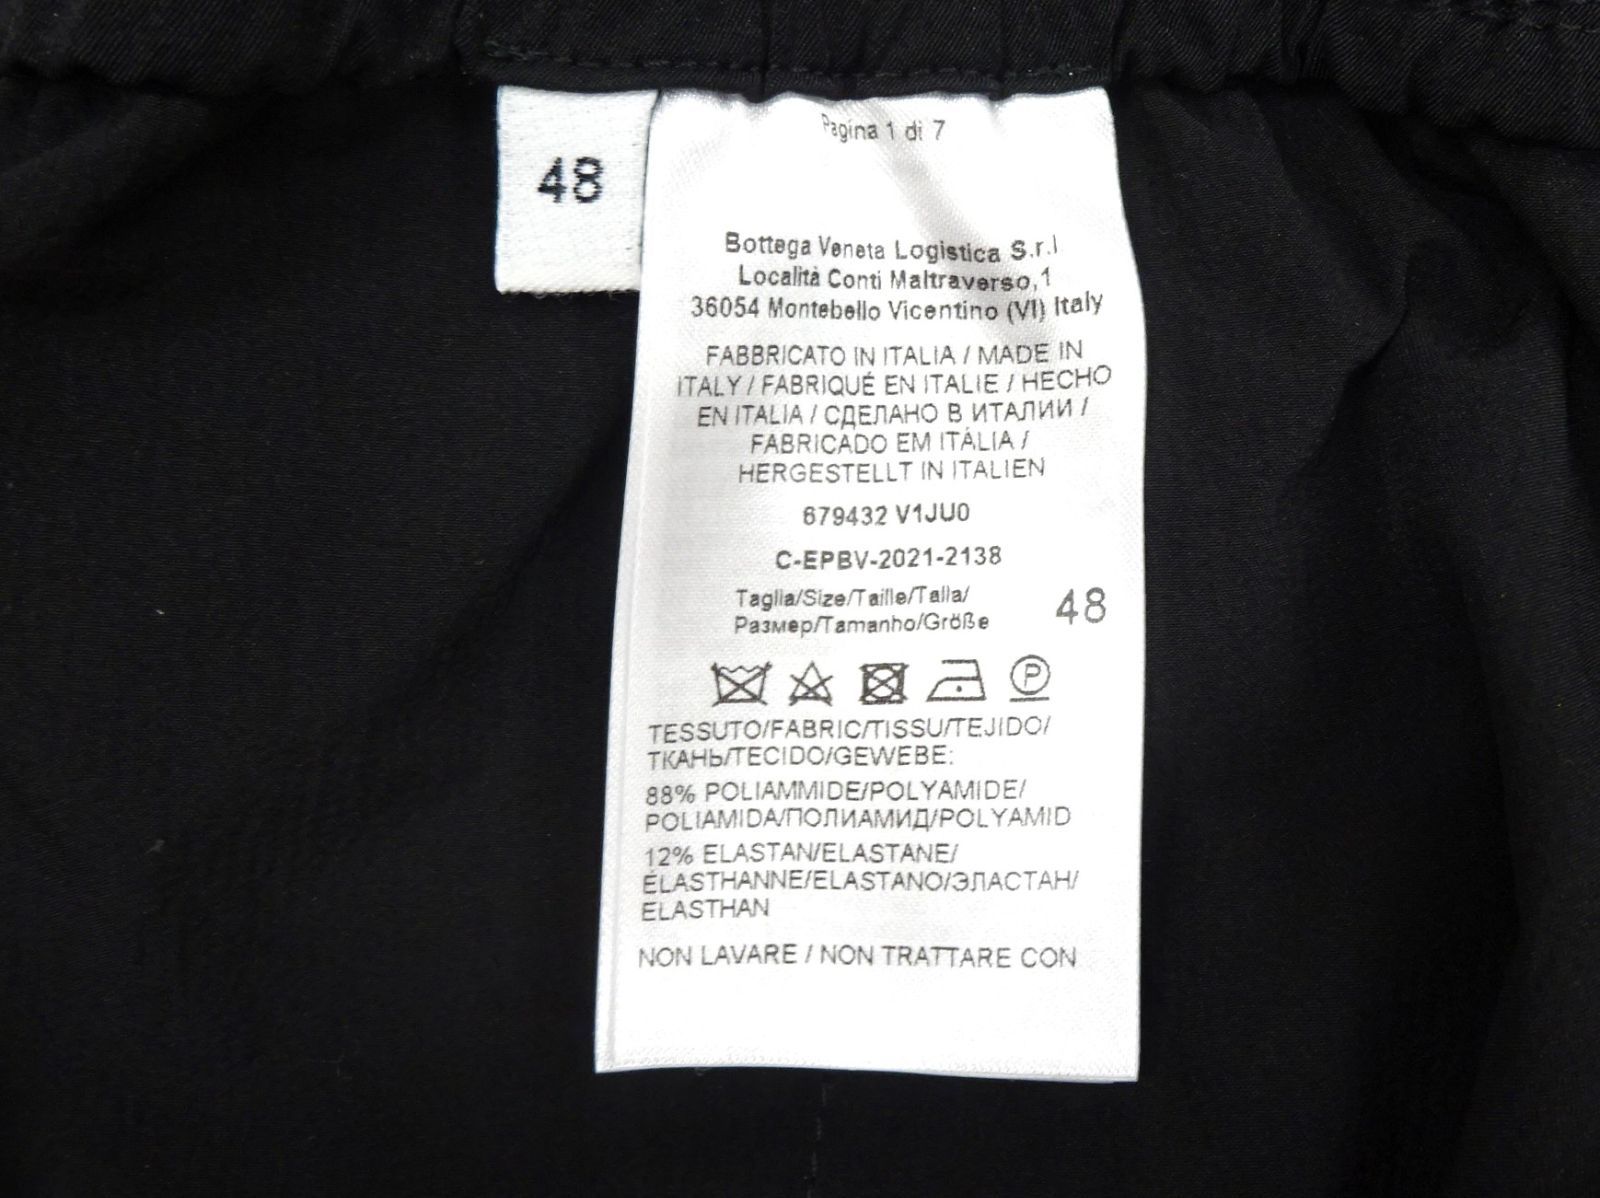 48
Pagina 1 di 7
Bottega Veneta Logistica S.r.l
Località Conti Maltraverso,1
36054 Montebello Vicentino (VI) Italy
FABBRICATO IN ITALIA / MADE IN
ITALY / FABRIQUÉ EN ITALIE / HECHO
EN ITALIA / СДЕЛАНО В ИТАЛИИ /
FABRICADO EM ITÁLIA /
HERGESTELLT IN ITALIEN
679432 V1JU0
C-EPBV-2021-2138
Taglia/Size/Taille/Talla/
Размер/Tamanho/Größe
48
P
TESSUTO/FABRIC/TISSU/TEJIDO/
ТКАНЬ/TECIDO/GEWEBE:
88% POLIAMMIDE/POLYAMIDE/
POLIAMIDA/ПОЛИАМИД/POLYAMID
12% ELASTAN/ELASTANE/
ÉLASTHANNE/ELASTANO/ЭЛАСТАН/
ELASTHAN
NON LAVARE / NON TRATTARE CON